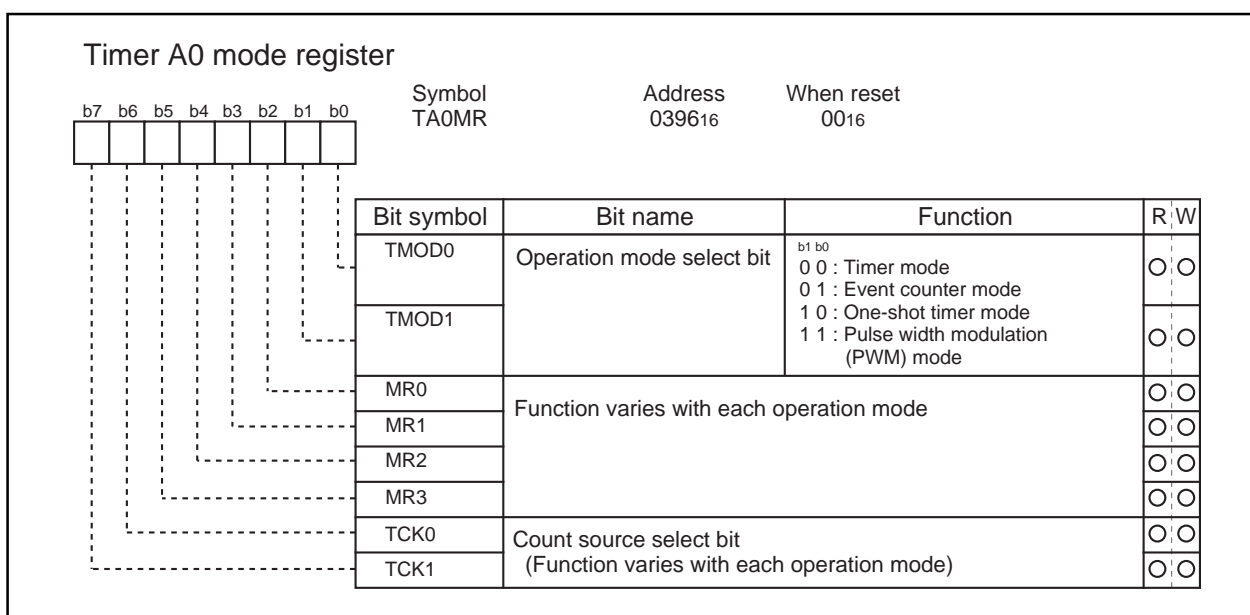 Timer A0 mode register
Symbol Address When reset
b7 b6 b5 b4 b3 b2 b1 b0
TA0MR 039616 0016
Bit symbol Bit name Function R W
TMOD0 Operation mode select bit b1 b0
0 0 : Timer mode
0 1 : Event counter mode
TMOD1 1 0 : One-shot timer mode
1 1 : Pulse width modulation
(PWM) mode
MR0 Function varies with each operation mode
MR1
MR2
MR3
TCK0 Count source select bit
TCK1 (Function varies with each operation mode)